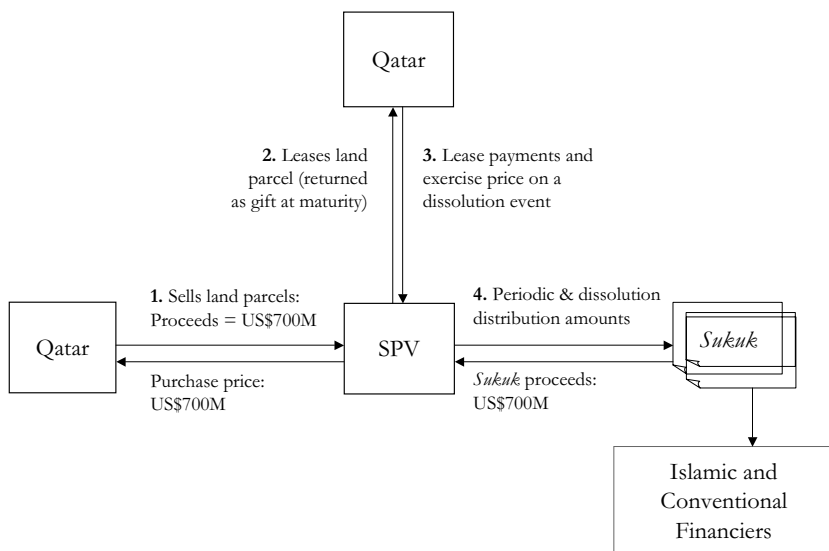 Qatar
2. Leases land
parcel (returned
as gift at maturity)
3. Lease payments and
exercise price on a
dissolution event
1. Sells land parcels:
Proceeds = US$700M
4. Periodic & dissolution
distribution amounts
Qatar
SPV
Sukuk
Purchase price:
US$700M
Sukuk proceeds:
US$700M
Islamic and
Conventional
Financiers